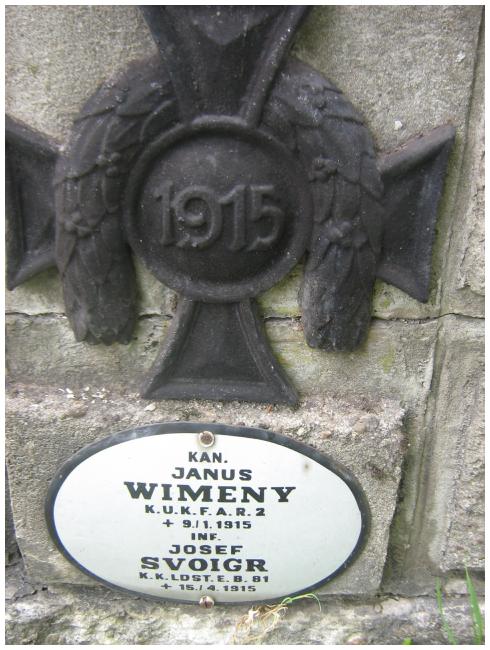 1915
KAN.
JANUS
WIMENY
K.U.K.F.A.R.2
+ 9/1.1915
INF.
JOSEF
SVOIGR
K.K.LDST.E.B.81
+ 15/4.1915